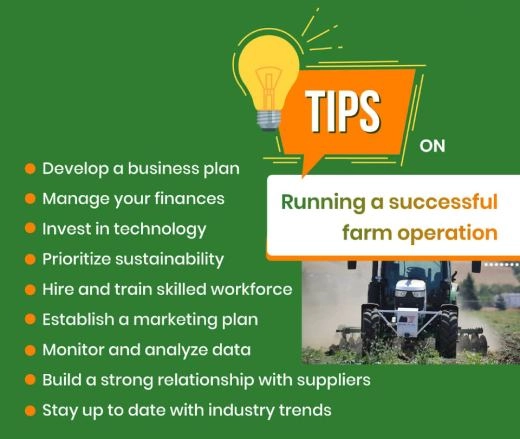 TIPS
ON
Running a successful
farm operation
Develop a business plan
Manage your finances
Invest in technology
Prioritize sustainability
Hire and train skilled workforce
Establish a marketing plan
Monitor and analyze data
Build a strong relationship with suppliers
Stay up to date with industry trends